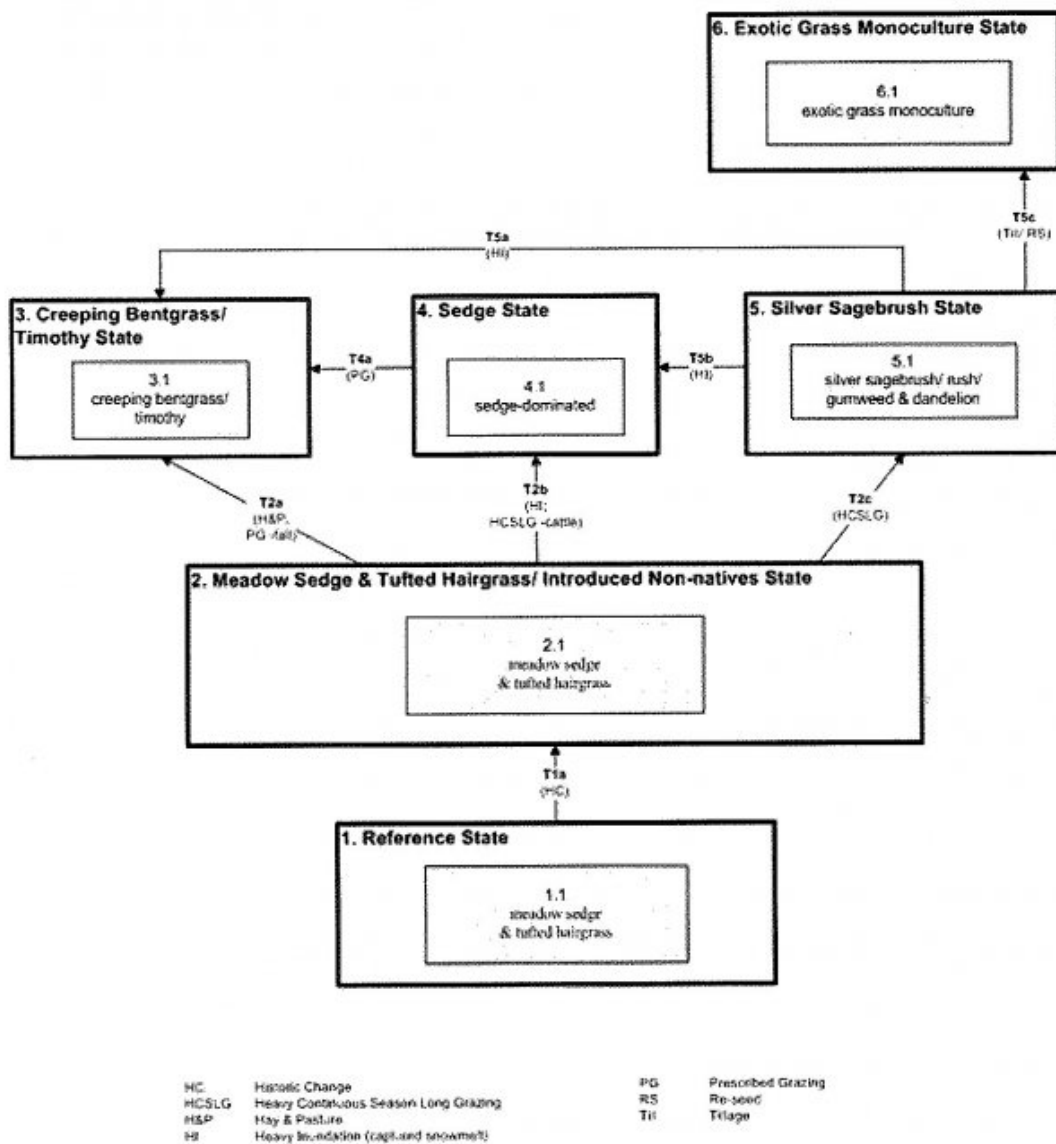 6. Exotic Grass Monoculture State
6.1
exotic grass monoculture
T5c
(Till/ RS)
T5a
(HI)
3. Creeping Bentgrass/
Timothy State
3.1
creeping bentgrass/
timothy
T4a
(PG)
4. Sedge State
4.1
sedge-dominated
T5b
(HI)
5. Silver Sagebrush State
5.1
silver sagebrush/ rush/
gumweed & dandelion
T2a
(H&P,
PG -fall)
T2b
(HI;
HCSLG -cattle)
T2c
(HCSLG)
2. Meadow Sedge & Tufted Hairgrass/ Introduced Non-natives State
2.1
meadow sedge
& tufted hairgrass
T1a
(HC)
1. Reference State
1.1
meadow sedge
& tufted hairgrass
HC Historic Change
HCSLG Heavy Continuous Season Long Grazing
H&P Hay & Pasture
HI Heavy Inundation (captured snowmelt)
PG Prescribed Grazing
RS Re-seed
Till Tillage